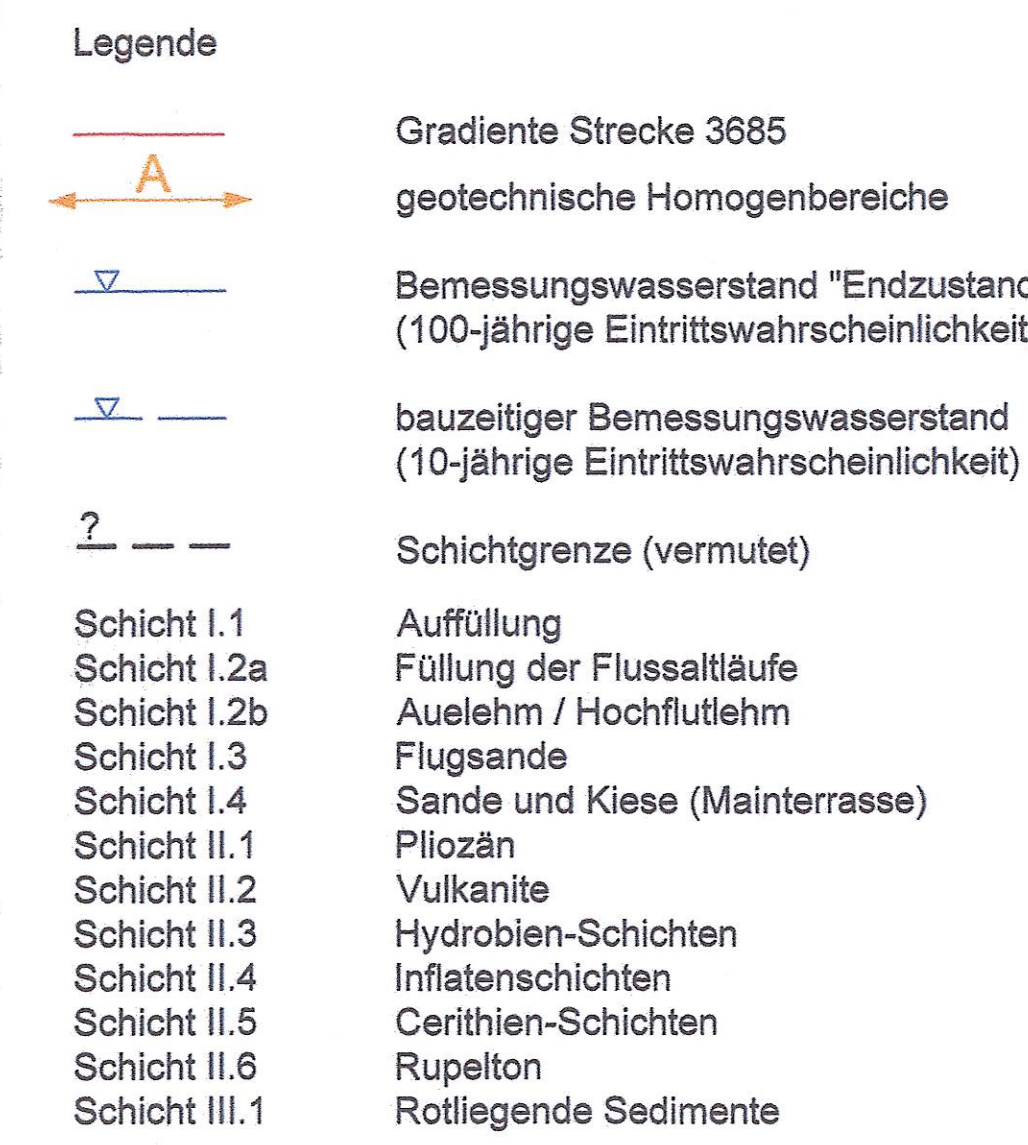 Legende
Gradiente Strecke 3685
A
geotechnische Homogenbereiche
Bemessungswasserstand "Endzustand
(100-jährige Eintrittswahrscheinlichkeit
bauzeitiger Bemessungswasserstand
(10-jährige Eintrittswahrscheinlichkeit)
?
Schichtgrenze (vermutet)
Schicht I.1 Auffüllung
Schicht I.2a Füllung der Flussaltläufe
Schicht I.2b Auelehm / Hochflutlehm
Schicht I.3 Flugsande
Schicht I.4 Sande und Kiese (Mainterrasse)
Schicht II.1 Pliozän
Schicht II.2 Vulkanite
Schicht II.3 Hydrobien-Schichten
Schicht II.4 Inflatenschichten
Schicht II.5 Cerithien-Schichten
Schicht II.6 Rupelton
Schicht III.1 Rotliegende Sedimente